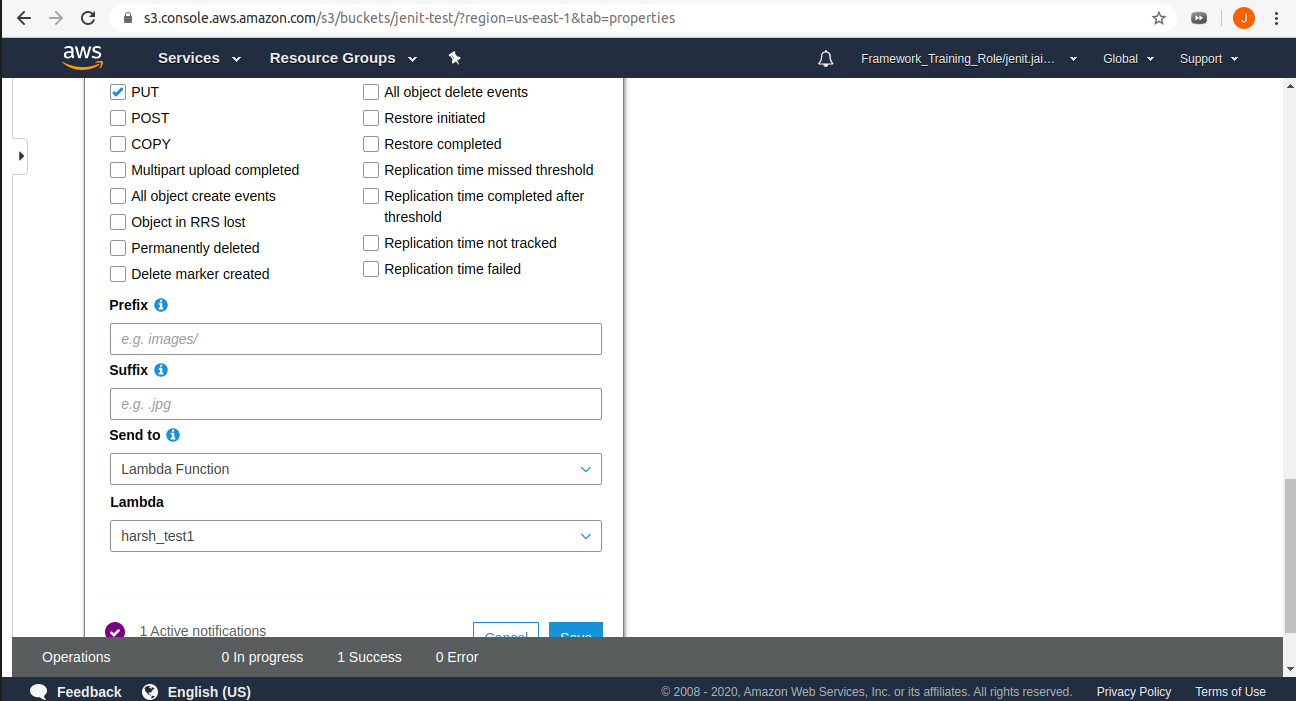 s3.console.aws.amazon.com/s3/buckets/jenit-test/?region=us-east-1&tab=properties
J
aws Services Resource Groups Framework_Training_Role/jenit.jai... Global Support
PUT
POST
COPY
Multipart upload completed
All object create events
Object in RRS lost
Permanently deleted
Delete marker created
All object delete events
Restore initiated
Restore completed
Replication time missed threshold
Replication time completed after
threshold
Replication time not tracked
Replication time failed
Prefix
e.g. images/
Suffix
e.g. .jpg
Send to
Lambda Function
Lambda
harsh_test1
1 Active notifications Cancel Save
Operations 0 In progress 1 Success 0 Error
Feedback English (US) © 2008 - 2020, Amazon Web Services, Inc. or its affiliates. All rights reserved. Privacy Policy Terms of Use